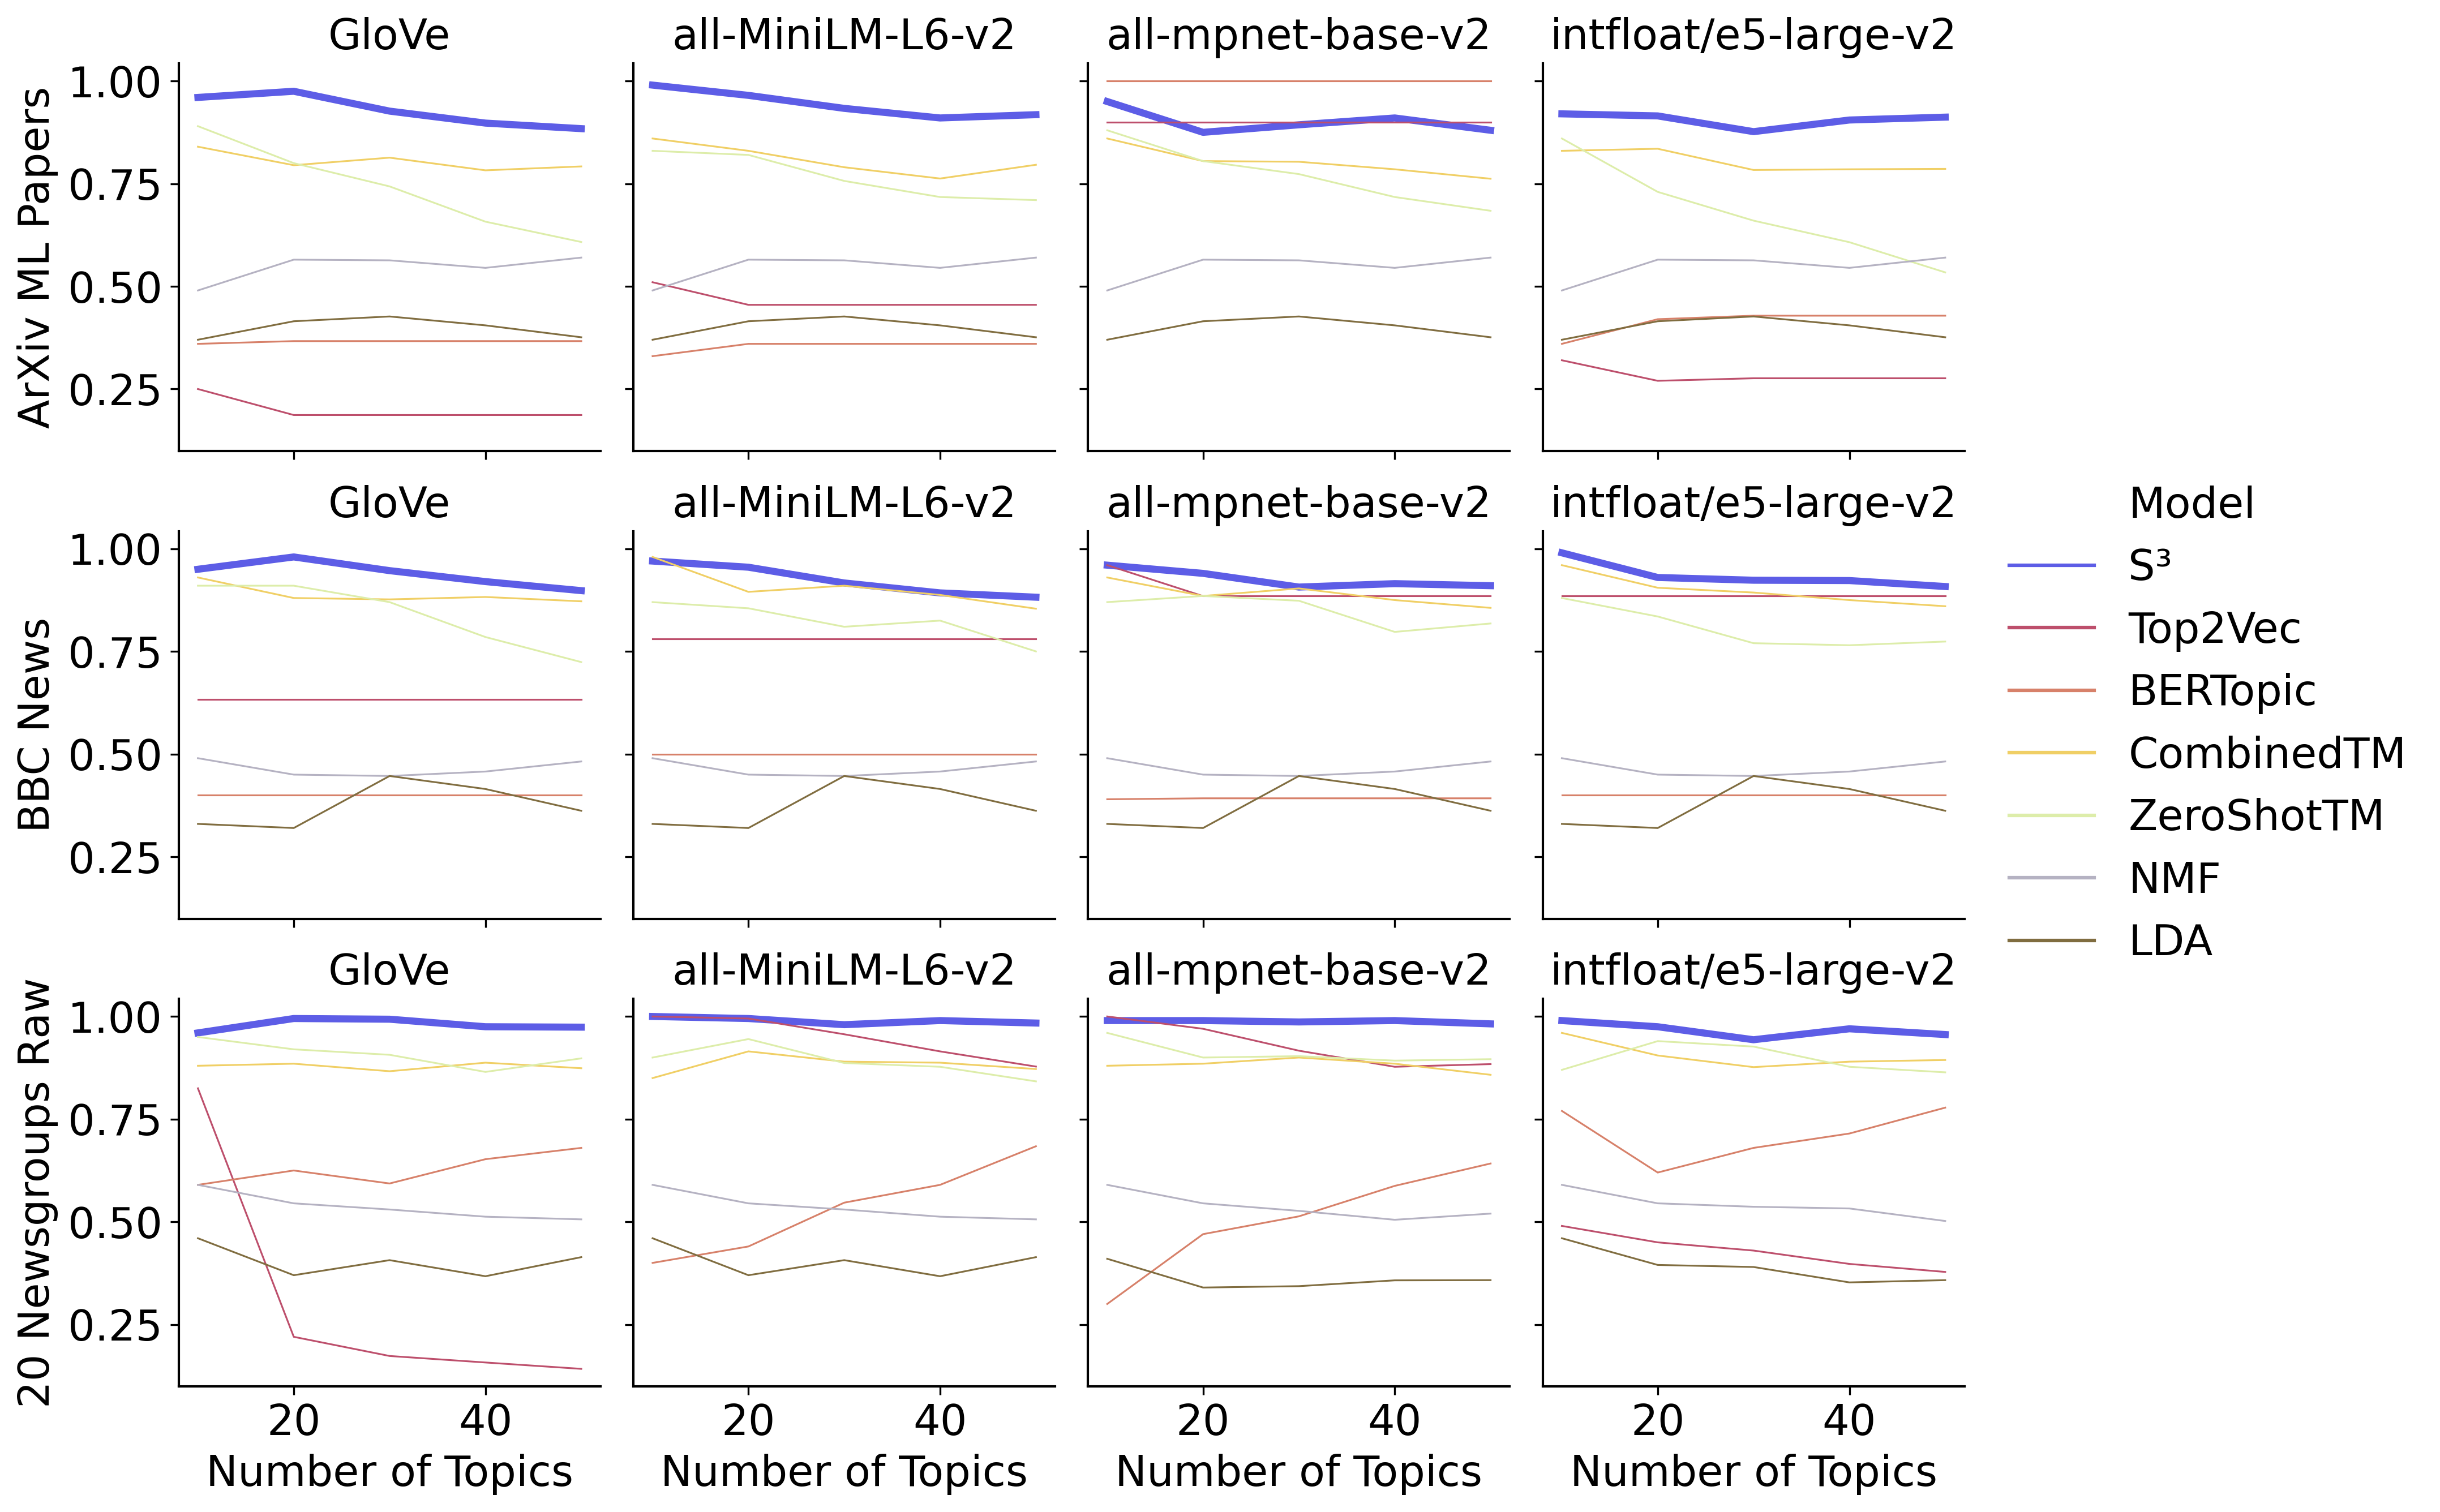 GloVe all-MiniLM-L6-v2 all-mpnet-base-v2 intfloat/e5-large-v2
ArXiv ML Papers
1.00
0.75
0.50
0.25
GloVe all-MiniLM-L6-v2 all-mpnet-base-v2 intfloat/e5-large-v2
BBC News
1.00
0.75
0.50
0.25
Model
S³
Top2Vec
BERTopic
CombinedTM
ZeroShotTM
NMF
LDA
GloVe all-MiniLM-L6-v2 all-mpnet-base-v2 intfloat/e5-large-v2
20 Newsgroups Raw
1.00
0.75
0.50
0.25
20 40 20 40 20 40 20 40
Number of Topics Number of Topics Number of Topics Number of Topics